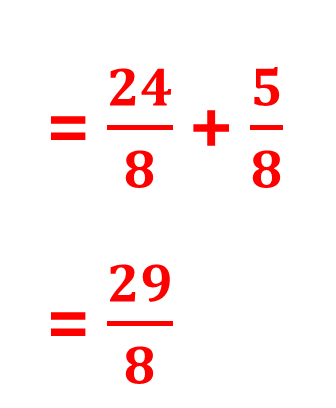 = 24/8 + 5/8
= 29/8